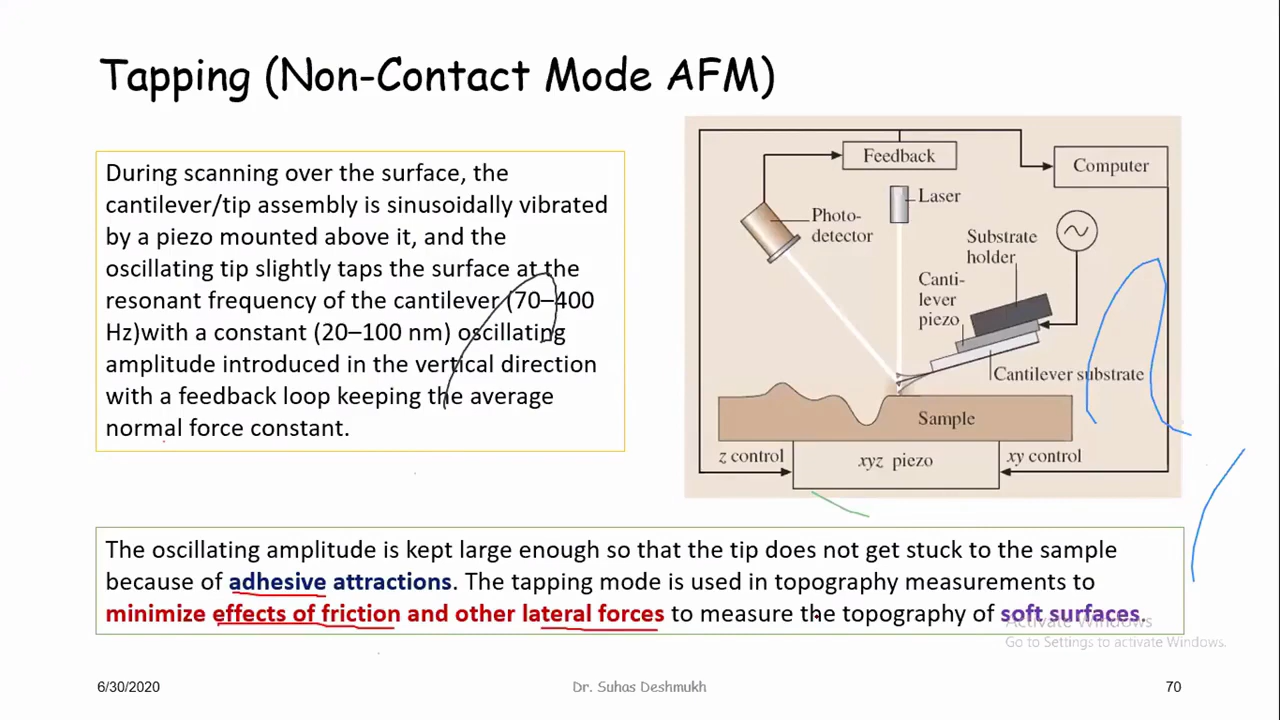 Tapping (Non-Contact Mode AFM)
During scanning over the surface, the
cantilever/tip assembly is sinusoidally vibrated
by a piezo mounted above it, and the
oscillating tip slightly taps the surface at the
resonant frequency of the cantilever (70–400
Hz)with a constant (20–100 nm) oscillating
amplitude introduced in the vertical direction
with a feedback loop keeping the average
normal force constant.
Feedback
Computer
Laser
Photo-
detector
Substrate
holder
Canti-
lever
piezo
Cantilever substrate
Sample
z control
xyz piezo
xy control
The oscillating amplitude is kept large enough so that the tip does not get stuck to the sample
because of adhesive attractions. The tapping mode is used in topography measurements to
minimize effects of friction and other lateral forces to measure the topography of soft surfaces.
Activate Windows
Go to Settings to activate Windows.
6/30/2020
Dr. Suhas Deshmukh
70